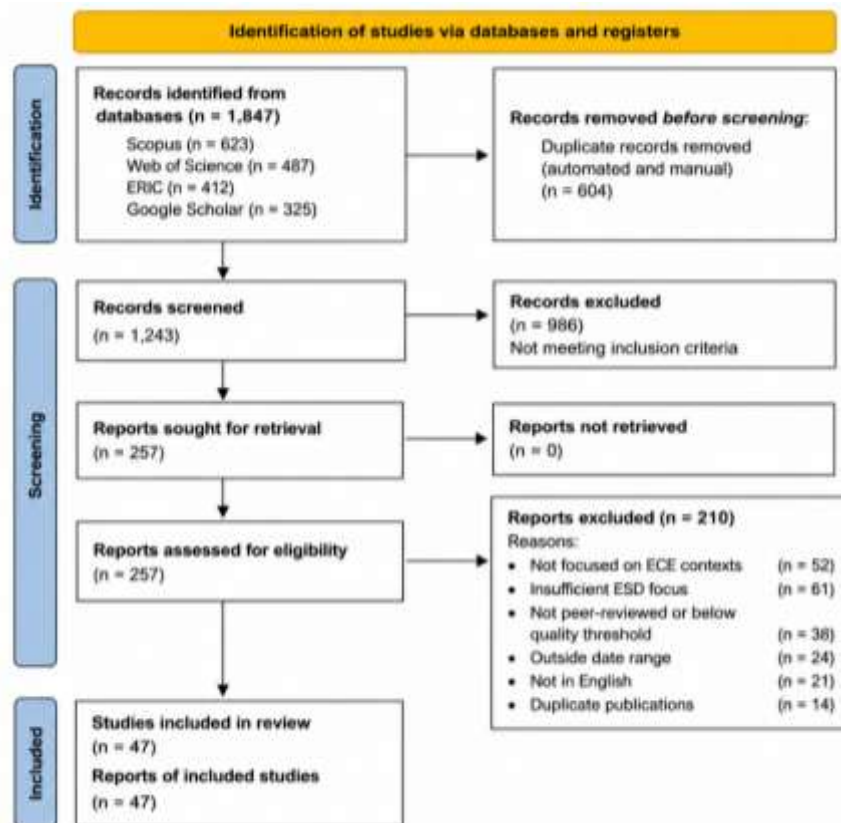 Identification of studies via databases and registers
Identification
Records identified from
databases (n = 1,847)
Scopus (n = 623)
Web of Science (n = 487)
ERIC (n = 412)
Google Scholar (n = 325)
Records removed before screening:
Duplicate records removed
(automated and manual)
(n = 604)
Screening
Records screened
(n = 1,243)
Records excluded
(n = 986)
Not meeting inclusion criteria
Reports sought for retrieval
(n = 257)
Reports not retrieved
(n = 0)
Reports assessed for eligibility
(n = 257)
Reports excluded (n = 210)
Reasons:
• Not focused on ECE contexts (n = 52)
• Insufficient ESD focus (n = 61)
• Not peer-reviewed or below
quality threshold (n = 38)
• Outside date range (n = 24)
• Not in English (n = 21)
• Duplicate publications (n = 14)
Included
Studies included in review
(n = 47)
Reports of included studies
(n = 47)